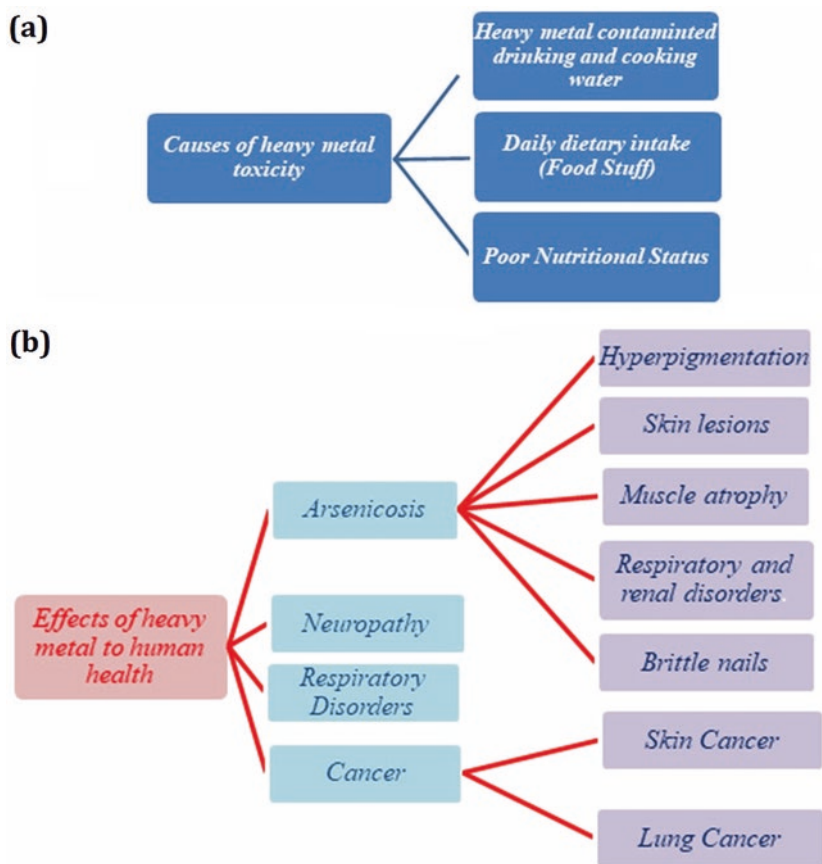 (a)
Heavy metal contaminted
drinking and cooking
water
Causes of heavy metal
toxicity
Daily dietary intake
(Food Stuff)
Poor Nutritional Status
(b)
Hyperpigmentation
Skin lesions
Arsenicosis
Muscle atrophy
Respiratory and
renal disorders.
Effects of heavy
metal to human
health
Neuropathy
Brittle nails
Respiratory
Disorders
Skin Cancer
Cancer
Lung Cancer